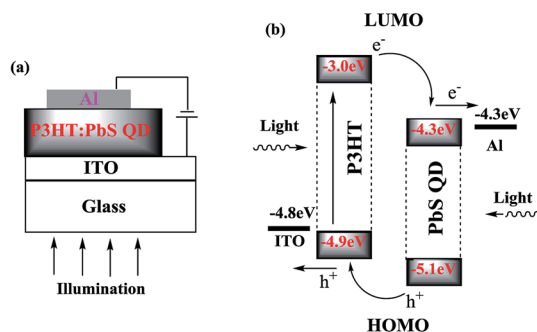 (a)
Al
P3HT:PbS QD
ITO
Glass
Illumination
(b)
LUMO
e-
-3.0eV
e-
-4.3eV
-4.3eV
Al
Light
P3HT
PbS QD
Light
-4.8eV
ITO
-4.9eV
-5.1eV
h+
h+
HOMO